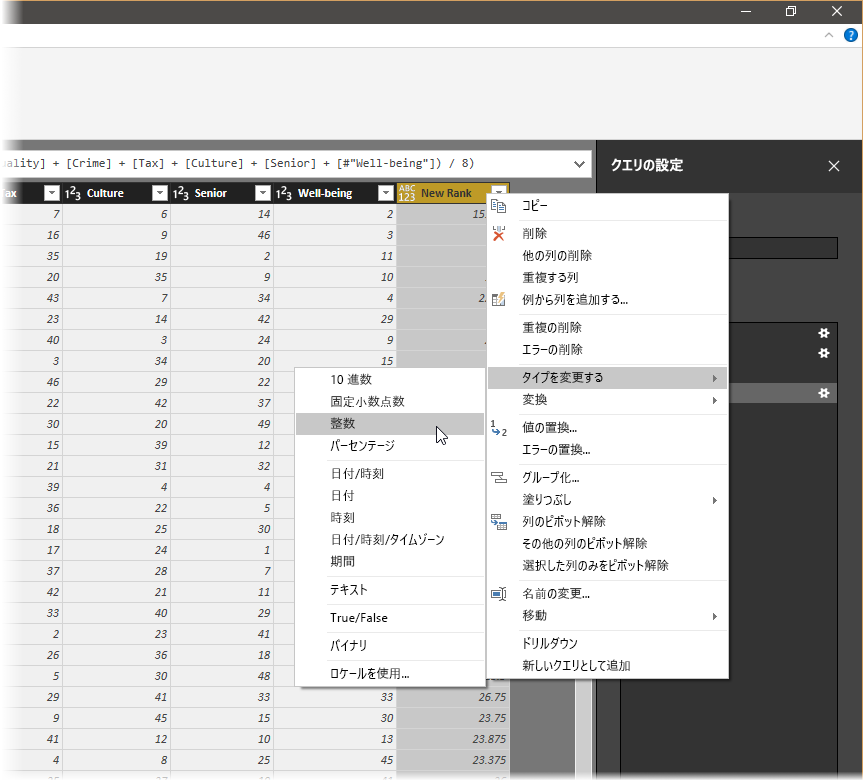 ality] + [Crime] + [Tax] + [Culture] + [Senior] + [#"Well-being"]) / 8)
クエリの設定
ax 1²3 Culture 1²3 Senior 1²3 Well-being ABC 123 New Rank
7 6 14 2 15.
16 9 46 3
35 19 2 11
20 35 9 10
43 7 34 4 2
23 14 42 29
40 3 24 9
3 34 20 15
46 29 22
22 42 37
30 20 49
15 39 12
21 31 32
39 4 4
36 22 5
18 25 30
17 24 1
37 28 7
42 21 11
33 40 29
2 23 41
26 36 18
5 30 48
29 41 33 33 26.75
9 45 15 30 23.75
41 12 10 13 23.875
4 8 25 45 23.375
コピー
削除
他の列の削除
重複する列
例から列を追加する...
重複の削除
エラーの削除
タイプを変更する
変換
値の置換...
エラーの置換...
グループ化...
塗りつぶし
列のピボット解除
その他の列のピボット解除
選択した列のみをピボット解除
名前の変更...
移動
ドリルダウン
新しいクエリとして追加
10 進数
固定小数点数
整数
パーセンテージ
日付/時刻
日付
時刻
日付/時刻/タイムゾーン
期間
テキスト
True/False
バイナリ
ロケールを使用...